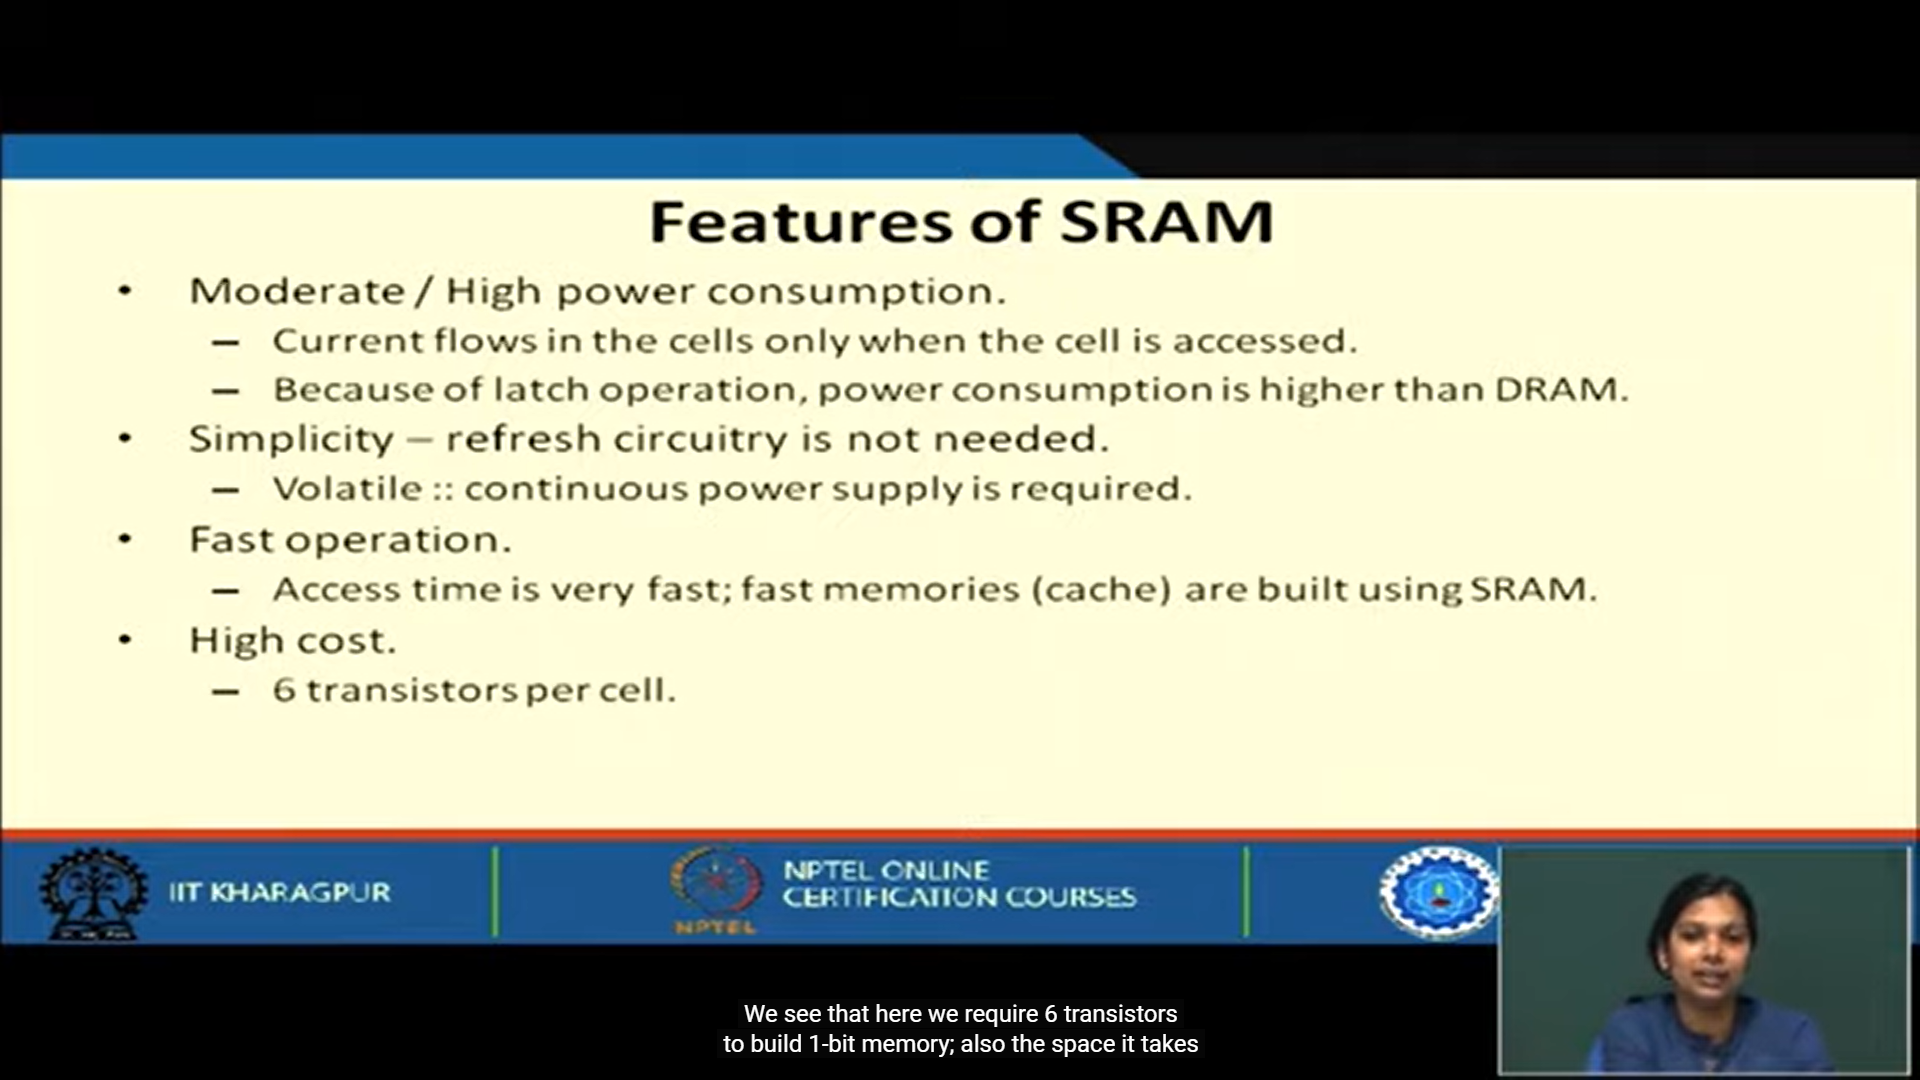 Features of SRAM
• Moderate / High power consumption.
– Current flows in the cells only when the cell is accessed.
– Because of latch operation, power consumption is higher than DRAM.
• Simplicity – refresh circuitry is not needed.
– Volatile :: continuous power supply is required.
• Fast operation.
– Access time is very fast; fast memories (cache) are built using SRAM.
• High cost.
– 6 transistors per cell.
IIT KHARAGPUR
NPTEL
NPTEL ONLINE
CERTIFICATION COURSES
We see that here we require 6 transistors
to build 1-bit memory; also the space it takes